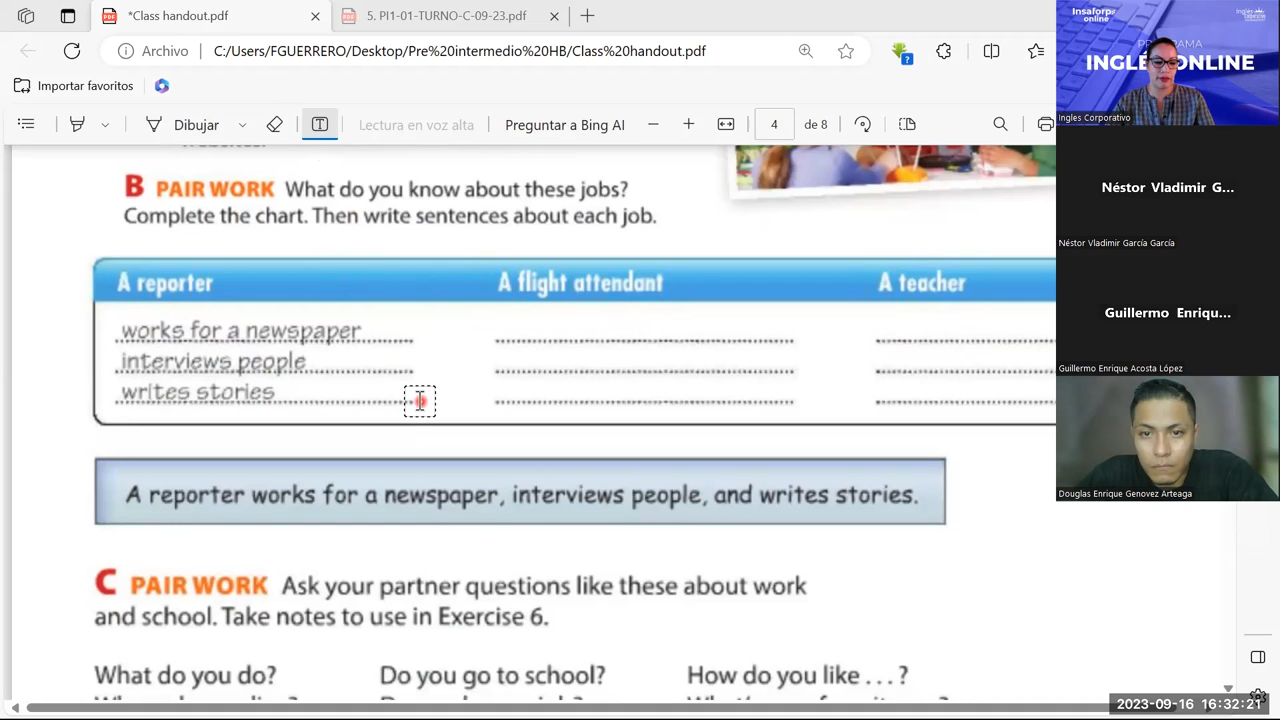 *Class handout.pdf
INP1-01-TURNO-C-09-23.pdf
Archivo
C:/Users/FGUERRERO/Desktop/Pre%20intermedio%20HB/Class%20handout.pdf
Importar favoritos
Dibujar
Lectura en voz alta
Preguntar a Bing AI
4
de 8
B PAIR WORK What do you know about these jobs?
Complete the chart. Then write sentences about each job.
A reporter
A flight attendant
A teacher
works for a newspaper
interviews people
writes stories
A reporter works for a newspaper, interviews people, and writes stories.
C PAIR WORK Ask your partner questions like these about work
and school. Take notes to use in Exercise 6.
What do you do?
Do you go to school?
How do you like . . . ?
Insaforp
online
INGLÉS ONLINE
Ingles Corporativo
Néstor Vladimir G...
Néstor Vladimir García García
Guillermo Enriqu...
Guillermo Enrique Acosta López
Douglas Enrique Genovez Arteaga
2023-09-16 16:32:21